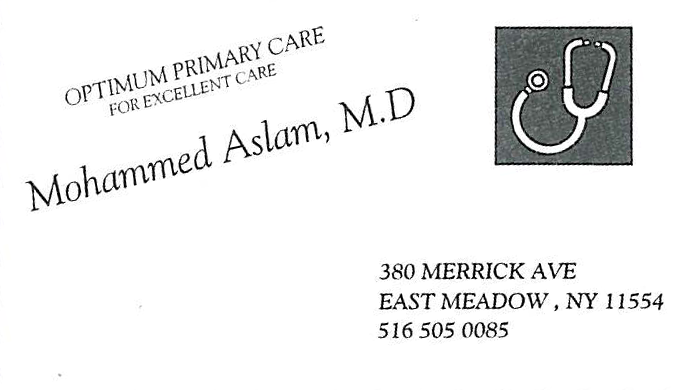 OPTIMUM PRIMARY CARE
FOR EXCELLENT CARE
Mohammed Aslam, M.D
380 MERRICK AVE
EAST MEADOW , NY 11554
516 505 0085